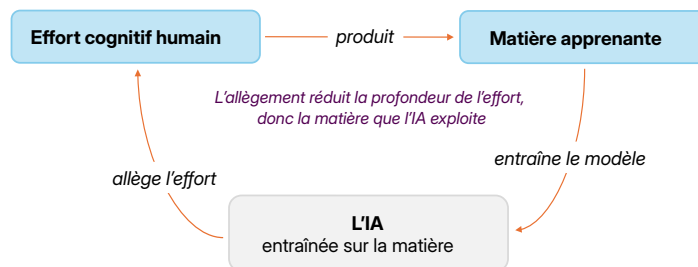 Effort cognitif humain
produit
Matière apprenante
L’allègement réduit la profondeur de l’effort,
donc la matière que l’IA exploite
entraîne le modèle
allège l’effort
L’IA
entraînée sur la matière